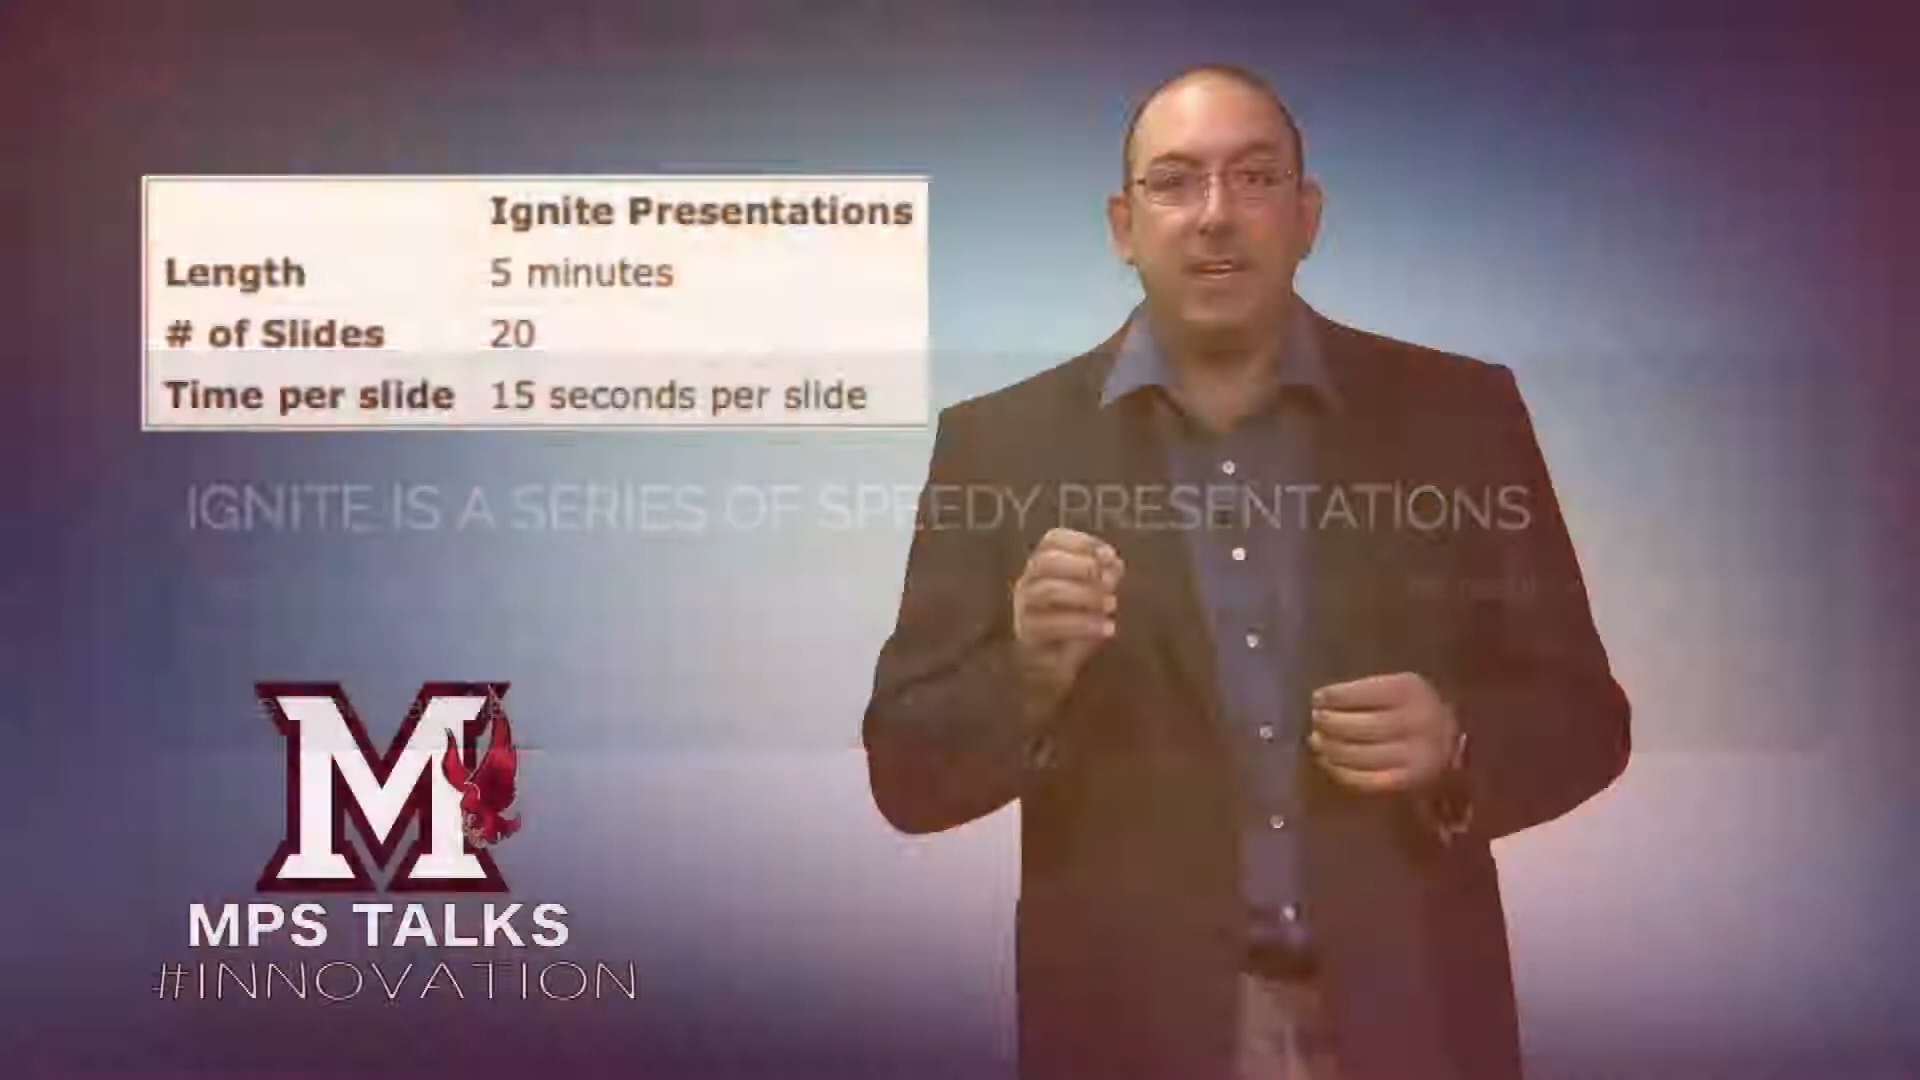 Ignite Presentations
Length 5 minutes
# of Slides 20
Time per slide 15 seconds per slide
IGNITE IS A SERIES OF SPEEDY PRESENTATIONS
M
MPS TALKS
#INNOVATION